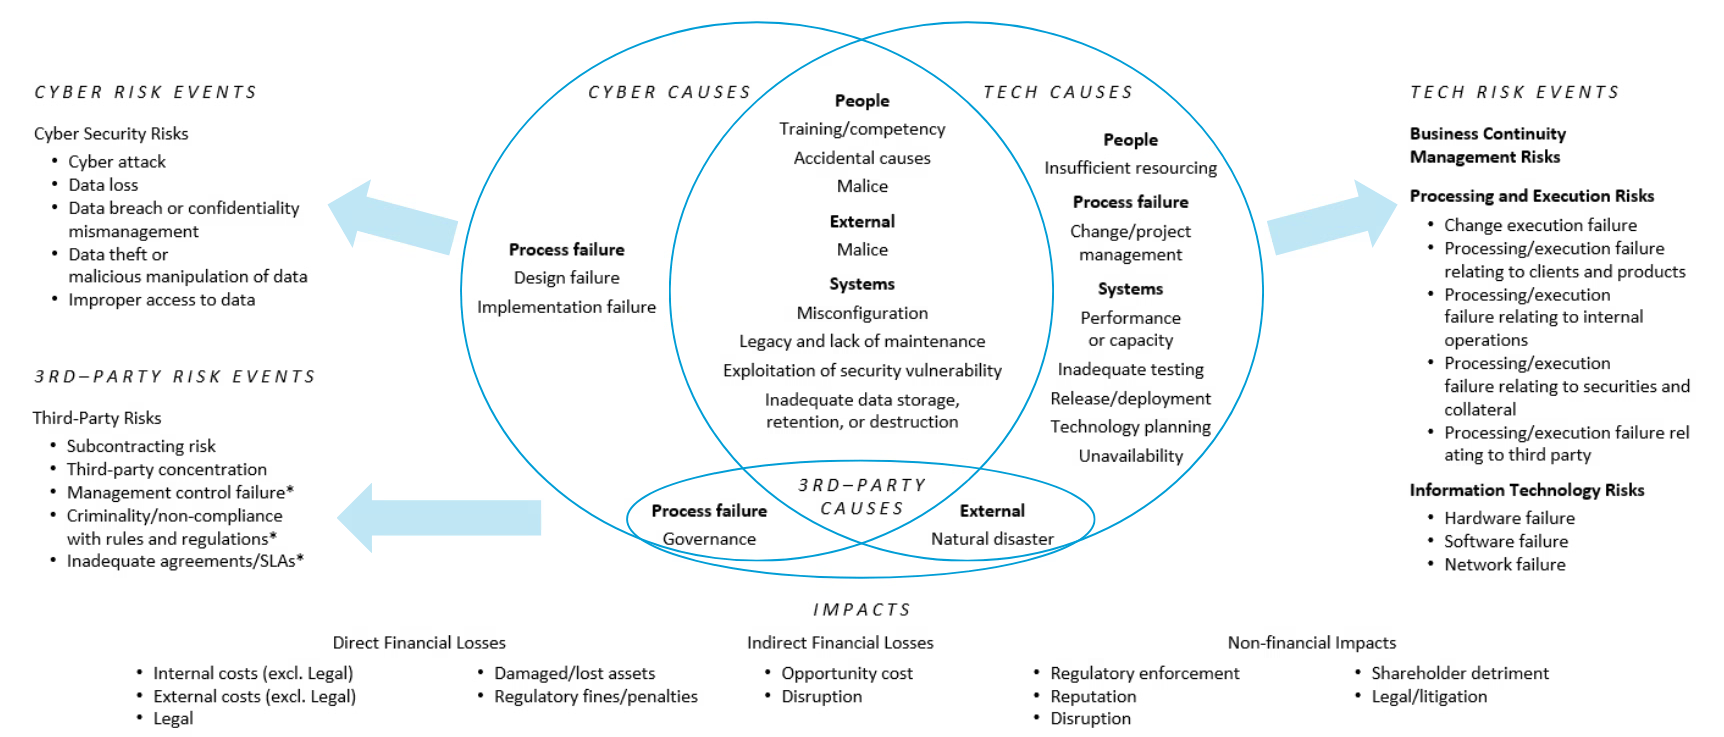 CYBER RISK EVENTS
Cyber Security Risks
• Cyber attack
• Data loss
• Data breach or confidentiality
mismanagement
• Data theft or
malicious manipulation of data
• Improper access to data
3RD–PARTY RISK EVENTS
Third-Party Risks
• Subcontracting risk
• Third-party concentration
• Management control failure*
• Criminality/non-compliance
with rules and regulations*
• Inadequate agreements/SLAs*
CYBER CAUSES
Process failure
Design failure
Implementation failure
People
Training/competency
Accidental causes
Malice
External
Malice
Systems
Misconfiguration
Legacy and lack of maintenance
Exploitation of security vulnerability
Inadequate data storage,
retention, or destruction
TECH CAUSES
People
Insufficient resourcing
Process failure
Change/project
management
Systems
Performance
or capacity
Inadequate testing
Release/deployment
Technology planning
Unavailability
3RD–PARTY
CAUSES
Process failure
Governance
External
Natural disaster
TECH RISK EVENTS
Business Continuity
Management Risks
Processing and Execution Risks
• Change execution failure
• Processing/execution failure
relating to clients and products
• Processing/execution
failure relating to internal
operations
• Processing/execution
failure relating to securities and
collateral
• Processing/execution failure rel
ating to third party
Information Technology Risks
• Hardware failure
• Software failure
• Network failure
IMPACTS
Direct Financial Losses
• Internal costs (excl. Legal)
• External costs (excl. Legal)
• Legal
• Damaged/lost assets
• Regulatory fines/penalties
Indirect Financial Losses
• Opportunity cost
• Disruption
Non-financial Impacts
• Regulatory enforcement
• Reputation
• Disruption
• Shareholder detriment
• Legal/litigation